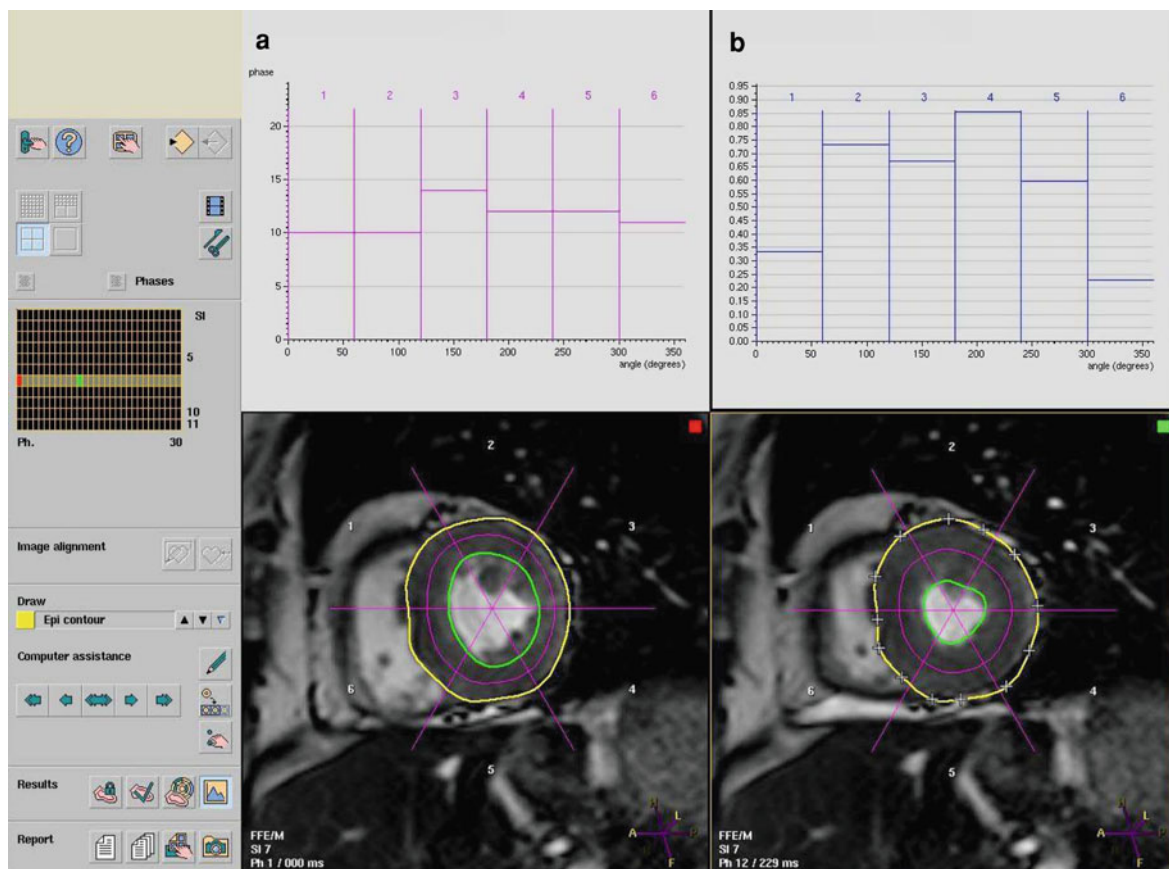 a
phase
1 2 3 4 5 6
20
15
10
5
0
0 50 100 150 200 250 300 350
angle (degrees)
b
0.95
0.90
0.85
0.80
0.75
0.70
0.65
0.60
0.55
0.50
0.45
0.40
0.35
0.30
0.25
0.20
0.15
0.10
0.05
0.00
1 2 3 4 5 6
0 50 100 150 200 250 300 350
angle (degrees)
Phases
SI
5
10
11
Ph. 30
Image alignment
Draw
Epi contour
Computer assistance
Results
Report
2
1 3
6 4
5
FFE/M
SI 7
Ph 1 / 000 ms
A L F
2
1 3
6 4
5
FFE/M
SI 7
Ph 12 / 229 ms
A L F